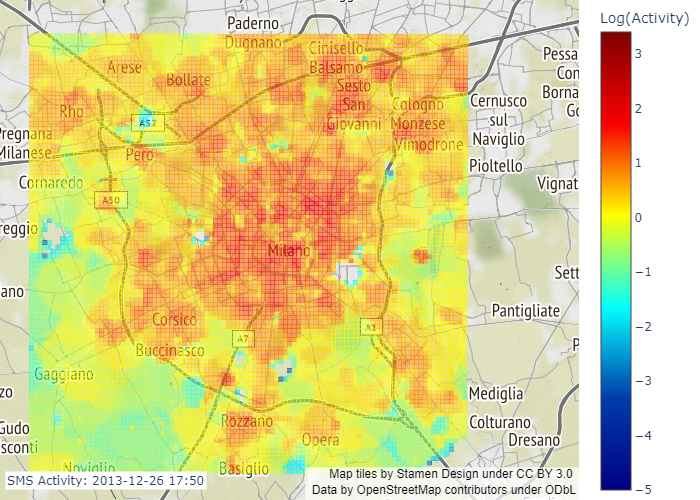 Log(Activity)
Paderno
Dugnano
Cinisello
Balsamo
Arese
Bollate
Sesto
San
Giovanni
Cologno
Monzese
Vimodrone
Rho
A52
Pero
Cernusco
sul
Naviglio
Pioltello
Pessa
Con
Borna
Go
Vignat
Pregnana
Milanese
Cornaredo
A50
reggio
Milano
ano
Sett
Pantigliate
Corsico
A7
A1
Buccinasco
Gaggiano
P
zo
Mediglia
Gudo
sconti
Rozzano
Opera
Colturano
Dresano
Noviglio
Basiglio
SMS Activity: 2013-12-26 17:50
Map tiles by Stamen Design under CC BY 3.0
Data by OpenStreetMap contributors under ODbL
3
2
1
0
−1
−2
−3
−4
−5